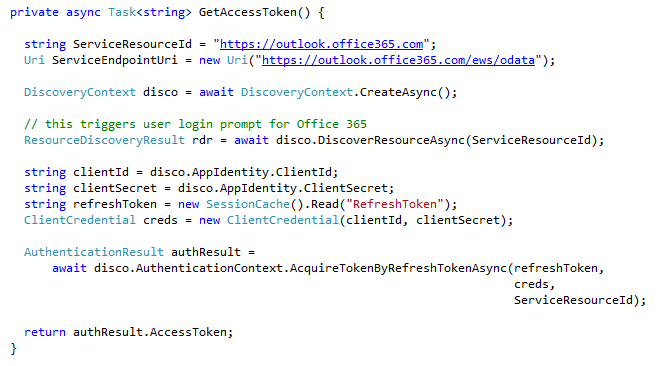 private async Task<string> GetAccessToken() {
string ServiceResourceId = "https://outlook.office365.com";
Uri ServiceEndpointUri = new Uri("https://outlook.office365.com/ews/odata");
DiscoveryContext disco = await DiscoveryContext.CreateAsync();
// this triggers user login prompt for Office 365
ResourceDiscoveryResult rdr = await disco.DiscoverResourceAsync(ServiceResourceId);
string clientId = disco.AppIdentity.ClientId;
string clientSecret = disco.AppIdentity.ClientSecret;
string refreshToken = new SessionCache().Read("RefreshToken");
ClientCredential creds = new ClientCredential(clientId, clientSecret);
AuthenticationResult authResult =
await disco.AuthenticationContext.AcquireTokenByRefreshTokenAsync(refreshToken,
creds,
ServiceResourceId);
return authResult.AccessToken;
}